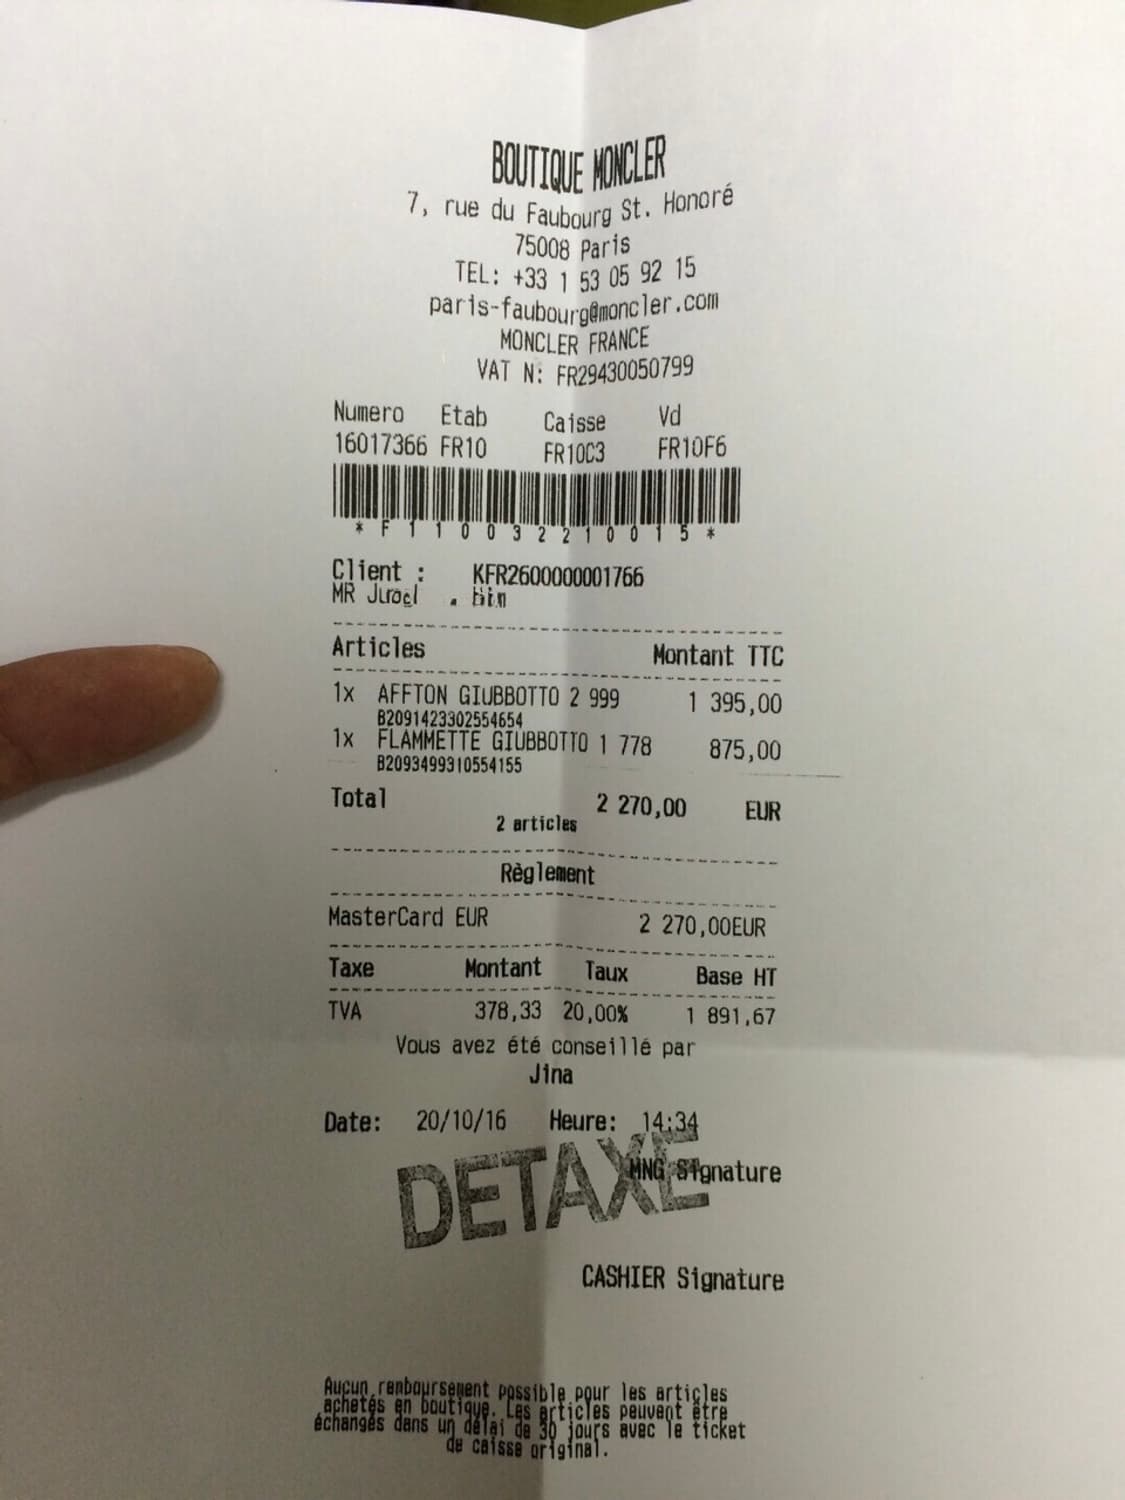 BOUTIQUE MONCLER
7, rue du Faubourg St. Honoré
75008 Paris
TEL: +33 1 53 05 92 15
paris-faubourg@moncler.com
MONCLER FRANCE
VAT N: FR29430050799
Numero Etab Caisse Vd
16017366 FR10 FR10C3 FR10F6
* F 1 1 0 0 3 2 2 1 0 0 1 5 *
Client : KFR2600000001766
MR
Articles Montant TTC
1x AFFTON GIUBBOTTO 2 999 1 395,00
B2091423302554654
1x FLAMMETTE GIUBBOTTO 1 778 875,00
B2093499310554155
Total 2 270,00 EUR
2 articles
Règlement
MasterCard EUR 2 270,00EUR
Taxe Montant Taux Base HT
TVA 378,33 20,00% 1 891,67
Vous avez été conseillé par
Jina
Date: 20/10/16 Heure: 14:34
DETAXE
MNG Signature
CASHIER Signature
Aucun remboursement possible pour les articles
achetés en boutique. Les articles peuvent être
échangés dans un délai de 30 jours avec le ticket
de caisse original.